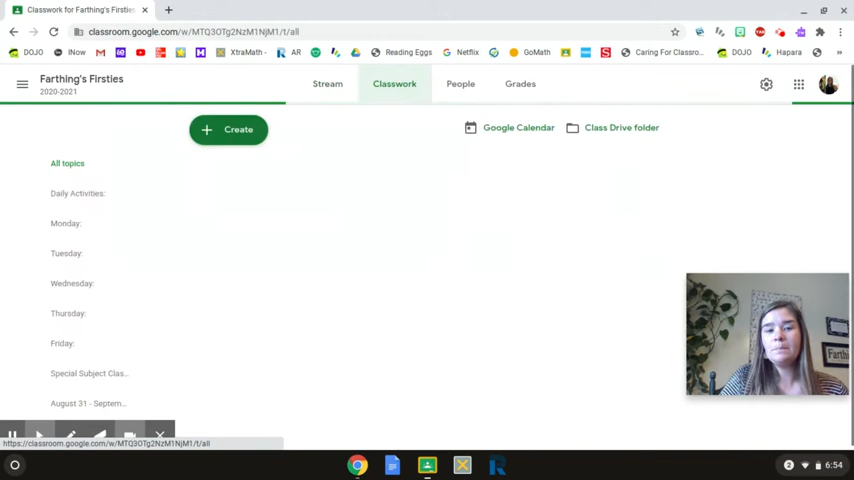 Classwork for Farthing's Firsties
classroom.google.com/w/MTQ3OTg2NzM1NjM1/t/all
DOJO
INow
XtraMath -
AR
Reading Eggs
Netflix
GoMath
Caring For Classro...
DOJO
Hapara
Farthing's Firsties
2020-2021
Stream
Classwork
People
Grades
Create
Google Calendar
Class Drive folder
All topics
Daily Activities:
Monday:
Tuesday:
Wednesday:
Thursday:
Friday:
Special Subject Clas...
August 31 - Septem...
https://classroom.google.com/w/MTQ3OTg2NzM1NjM1/t/all
2
6:54